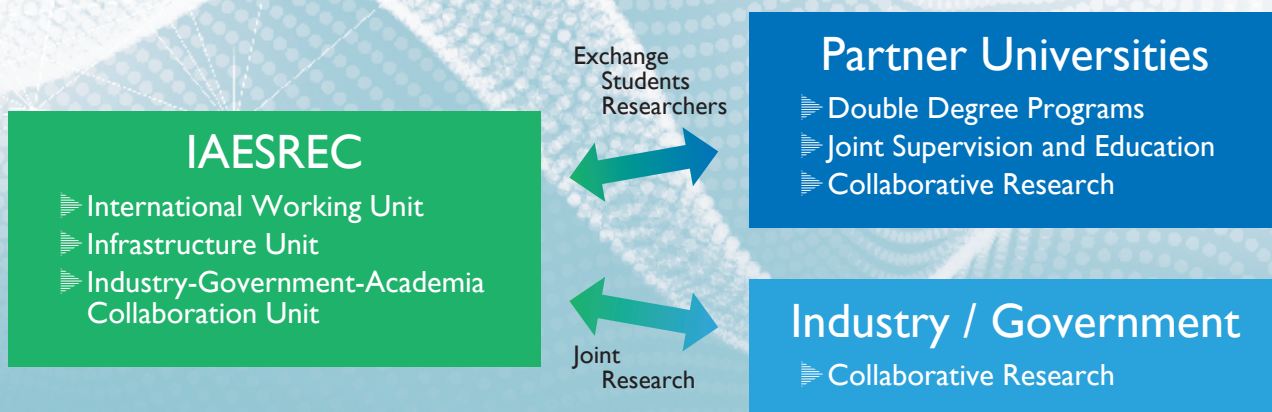 IAESREC
International Working Unit
Infrastructure Unit
Industry-Government-Academia
Collaboration Unit
Exchange
Students
Researchers
Joint
Research
Partner Universities
Double Degree Programs
Joint Supervision and Education
Collaborative Research
Industry / Government
Collaborative Research